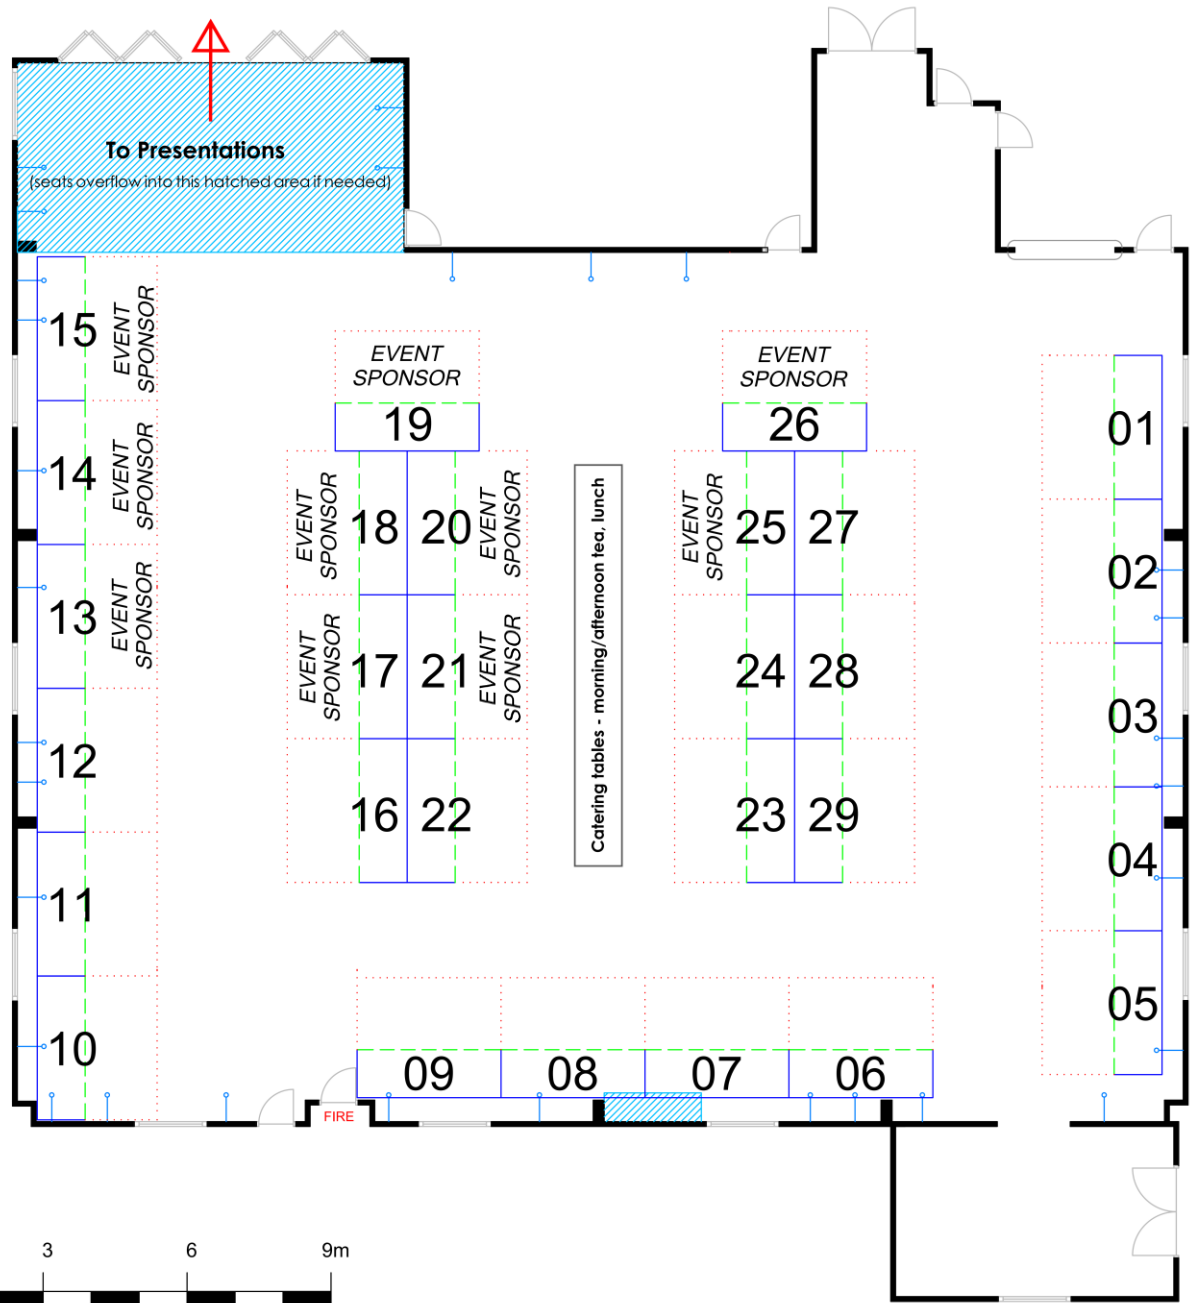 To Presentations
(seats overflow into this hatched area if needed)
15
EVENT
SPONSOR
14
EVENT
SPONSOR
13
EVENT
SPONSOR
12
11
10
EVENT
SPONSOR
19
EVENT
SPONSOR
18
20
EVENT
SPONSOR
EVENT
SPONSOR
17
21
EVENT
SPONSOR
16
22
Catering tables - morning/afternoon tea, lunch
EVENT
SPONSOR
26
EVENT
SPONSOR
25
27
24
28
23
29
01
02
03
04
05
09
08
07
06
FIRE
3
6
9m